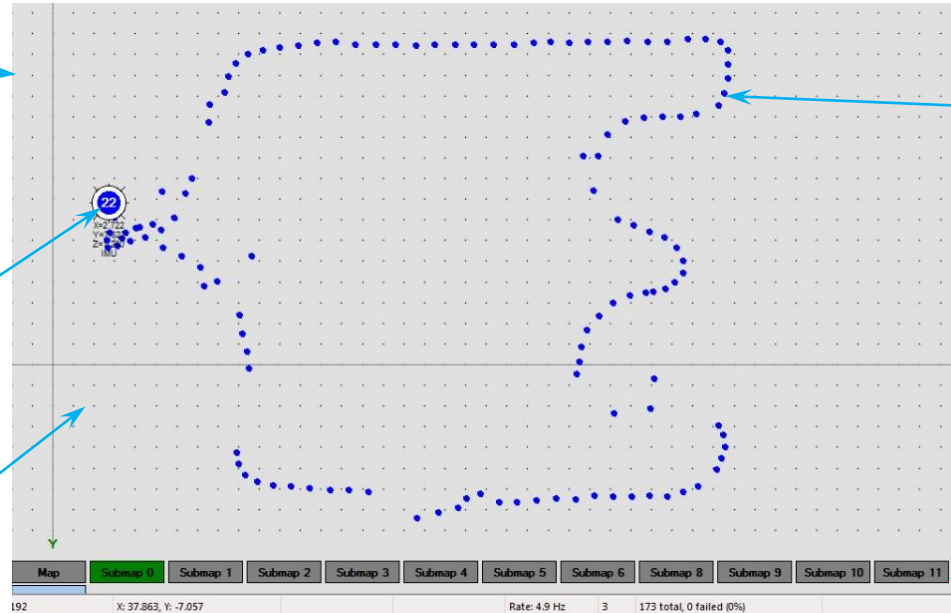 22
X=2.722
IMU
Y
Map Submap 0 Submap 1 Submap 2 Submap 3 Submap 4 Submap 5 Submap 6 Submap 8 Submap 9 Submap 10 Submap 11
X: 37.863, Y: -7.057 Rate: 4.9 Hz 3 173 total, 0 failed (0%)